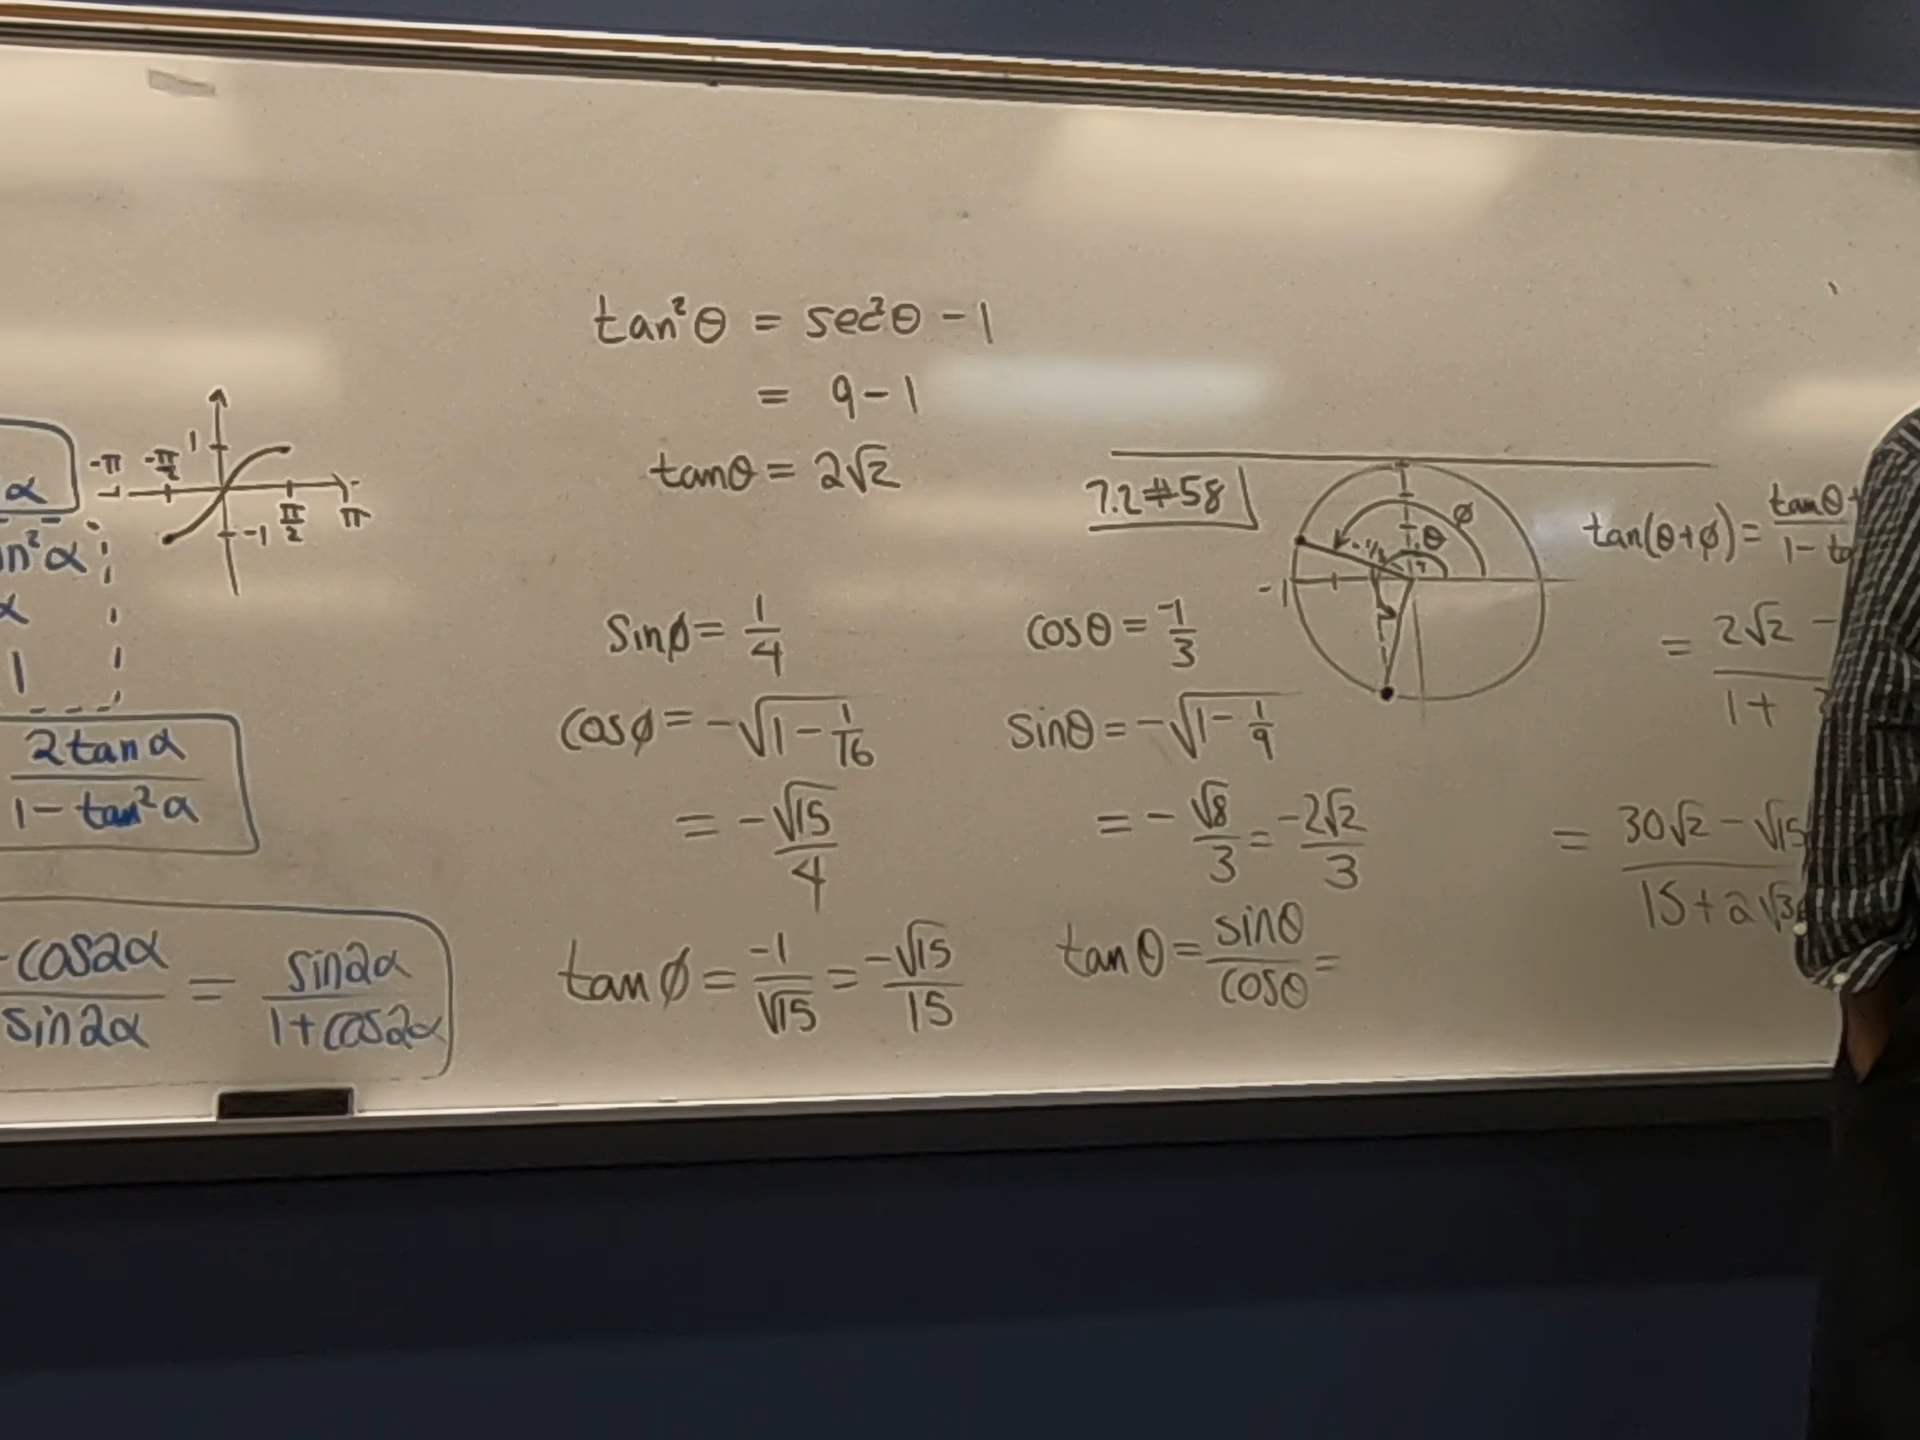 α
n²α
α
1
2tanα
1 − tan²α
-cos2α / sin2α = sin2α / 1+cos2α
-π -π/2 1
-1 π/2 π
tan²θ = sec²θ − 1
= 9 − 1
tanθ = 2√2
sinφ = 1/4
cosφ = −√(1 − 1/16)
= −√15/4
tanφ = -1/√15 = -√15/15
7.2 #58
φ
θ
-1
cosθ = -1/3
sinθ = −√(1 − 1/9)
= − √8/3 = -2√2/3
tanθ = sinθ/cosθ =
tan(θ+φ) = tanθ+ / 1 − ta
= 2√2 − / 1 +
= 30√2 − √15 / 15 + 2√3